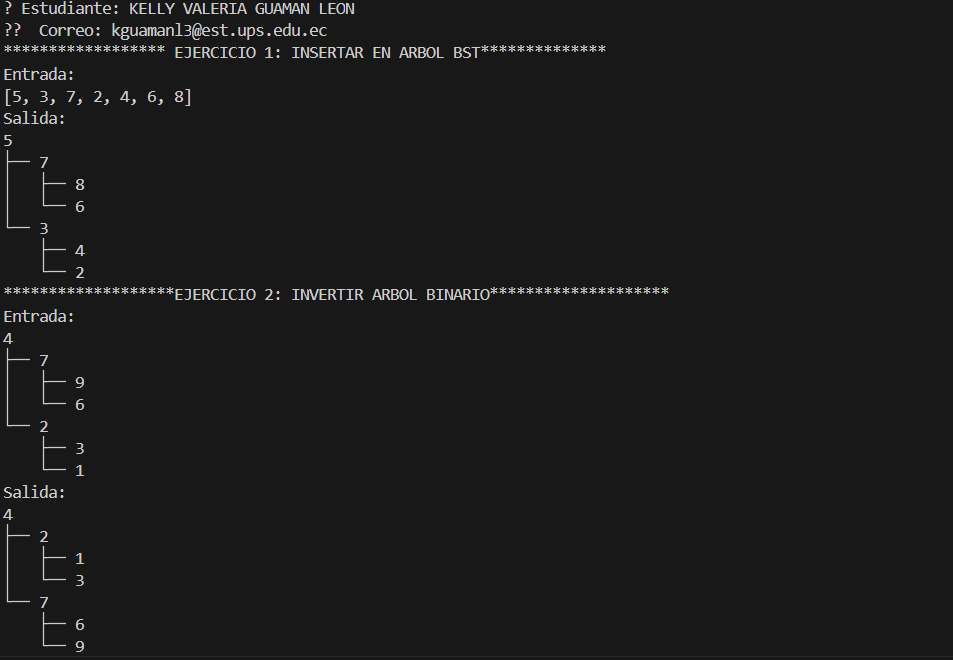 ? Estudiante: KELLY VALERIA GUAMAN LEON
??  Correo: kguamanl3@est.ups.edu.ec
****************** EJERCICIO 1: INSERTAR EN ARBOL BST**************
Entrada:
[5, 3, 7, 2, 4, 6, 8]
Salida:
5
├── 7
│   ├── 8
│   └── 6
└── 3
    ├── 4
    └── 2
*******************EJERCICIO 2: INVERTIR ARBOL BINARIO********************
Entrada:
4
├── 7
│   ├── 9
│   └── 6
└── 2
    ├── 3
    └── 1
Salida:
4
├── 2
│   ├── 1
│   └── 3
└── 7
    ├── 6
    └── 9